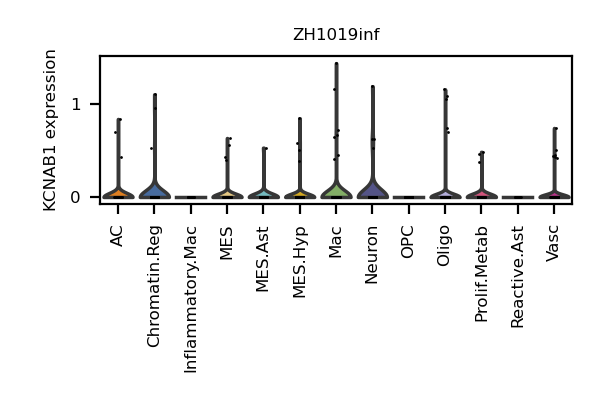 ZH1019inf
KCNAB1 expression
1
0
AC
Chromatin.Reg
Inflammatory.Mac
MES
MES.Ast
MES.Hyp
Mac
Neuron
OPC
Oligo
Prolif.Metab
Reactive.Ast
Vasc